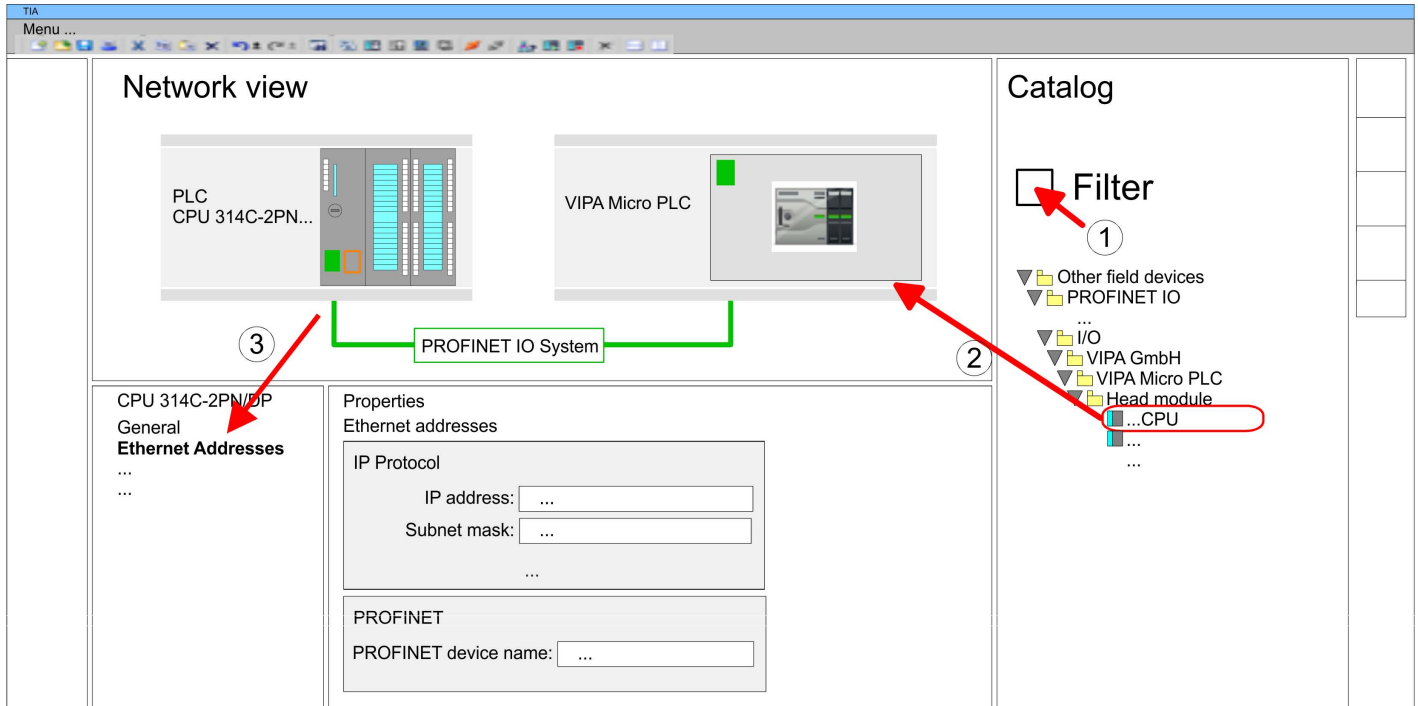 TIA
Menu ...
Network view
PLC
CPU 314C-2PN...
VIPA Micro PLC
PROFINET IO System
3
2
CPU 314C-2PN/DP
General
Ethernet Addresses
...
...
Properties
Ethernet addresses
IP Protocol
IP address: ...
Subnet mask: ...
...
PROFINET
PROFINET device name: ...
Catalog
Filter
1
Other field devices
PROFINET IO
...
I/O
VIPA GmbH
VIPA Micro PLC
Head module
...CPU
...
...